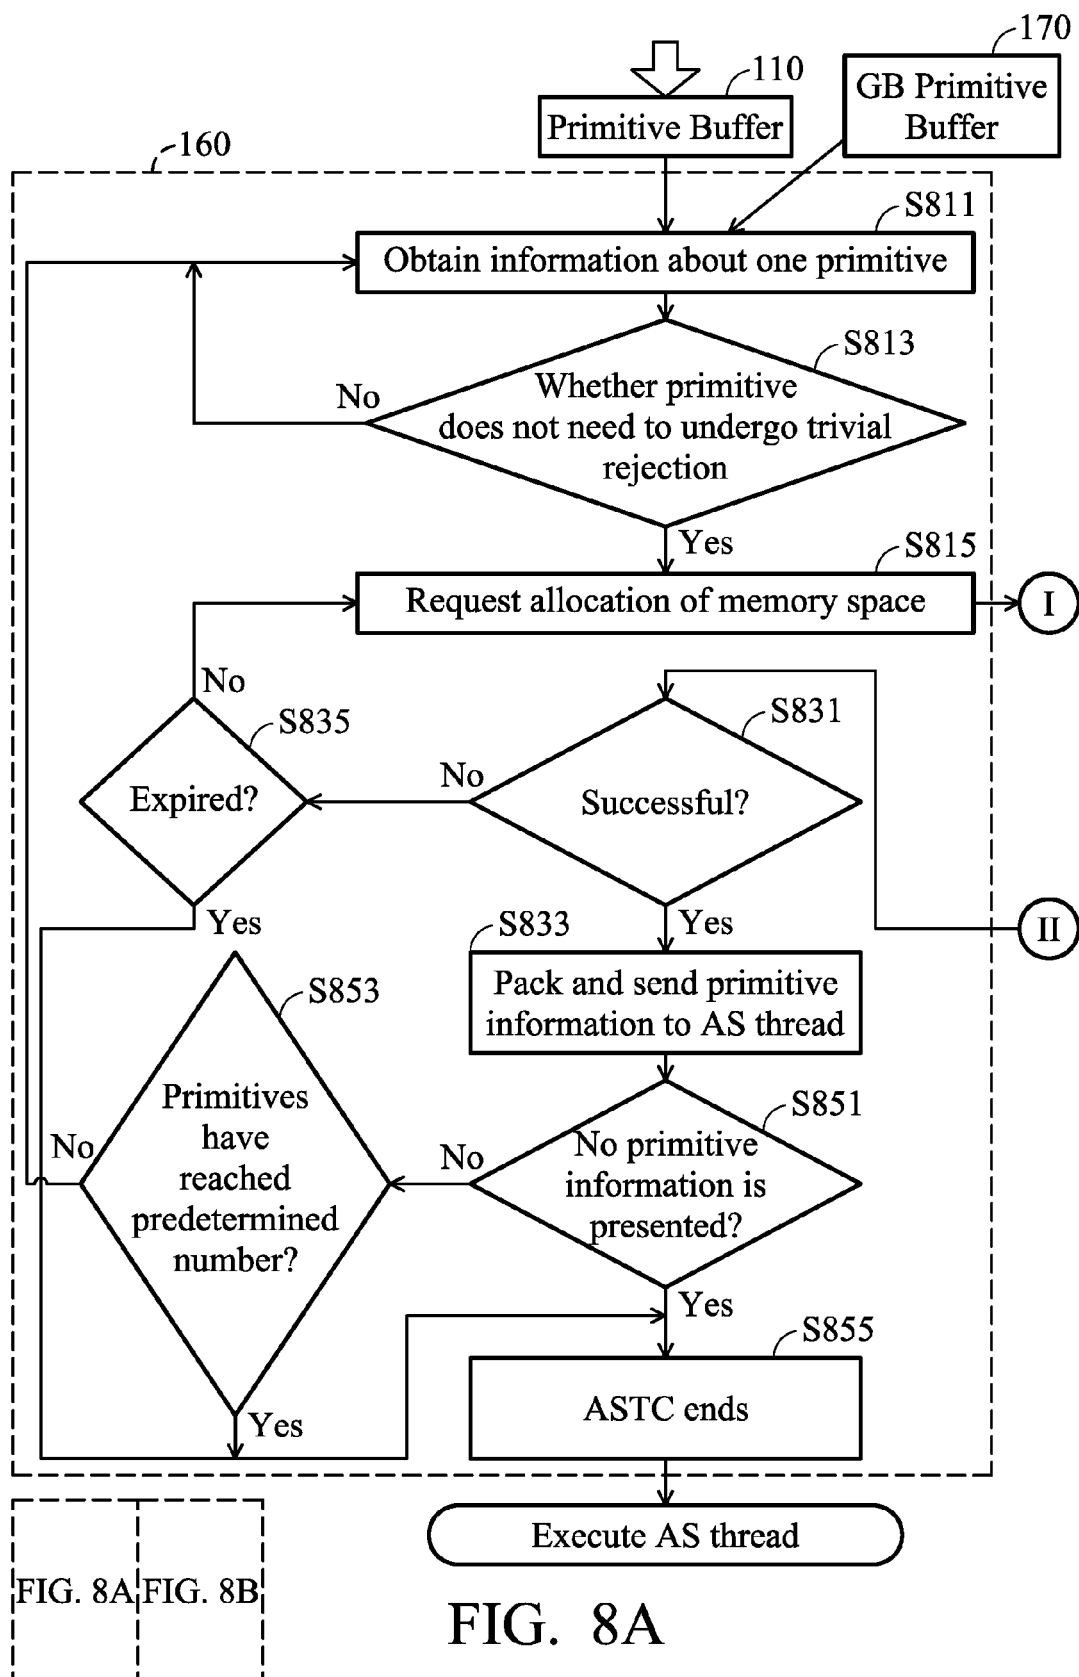 170
110
GB Primitive
Buffer
Primitive Buffer
160
S811
Obtain information about one primitive
S813
No
Whether primitive
does not need to undergo trivial
rejection
Yes
S815
Request allocation of memory space
I
No
S835
S831
No
Expired?
Successful?
Yes
Yes
II
S833
S853
Pack and send primitive
information to AS thread
S851
Primitives
have
reached
predetermined
number?
No
No
No primitive
information is
presented?
Yes
S855
Yes
ASTC ends
Execute AS thread
FIG. 8A
FIG. 8B
FIG. 8A